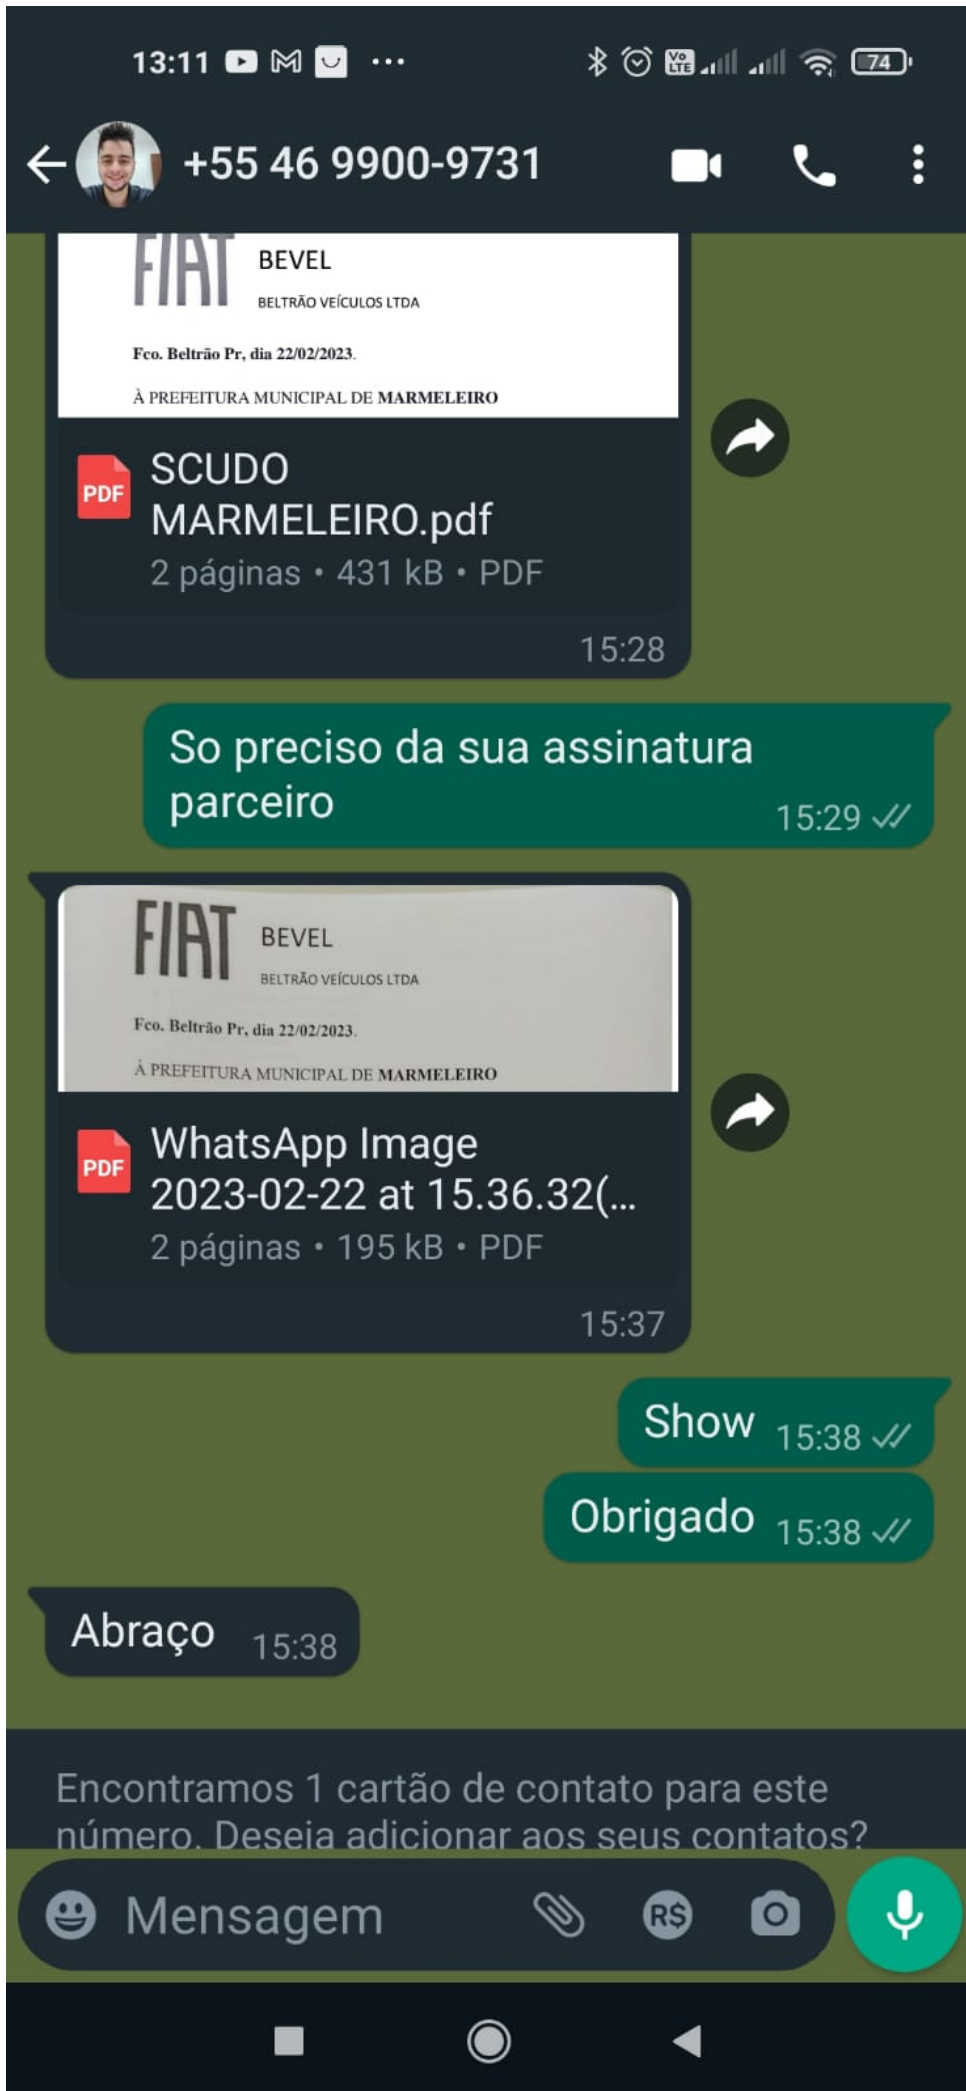 13:11
Vo LTE
74
+55 46 9900-9731
FIAT BEVEL
BELTRÃO VEÍCULOS LTDA
Fco. Beltrão Pr, dia 22/02/2023.
À PREFEITURA MUNICIPAL DE MARMELEIRO
PDF
SCUDO
MARMELEIRO.pdf
2 páginas • 431 kB • PDF
15:28
So preciso da sua assinatura
parceiro
15:29
FIAT BEVEL
BELTRÃO VEÍCULOS LTDA
Fco. Beltrão Pr, dia 22/02/2023.
À PREFEITURA MUNICIPAL DE MARMELEIRO
PDF
WhatsApp Image
2023-02-22 at 15.36.32(...
2 páginas • 195 kB • PDF
15:37
Show 15:38
Obrigado 15:38
Abraço 15:38
Encontramos 1 cartão de contato para este
número. Deseja adicionar aos seus contatos?
Mensagem
R$